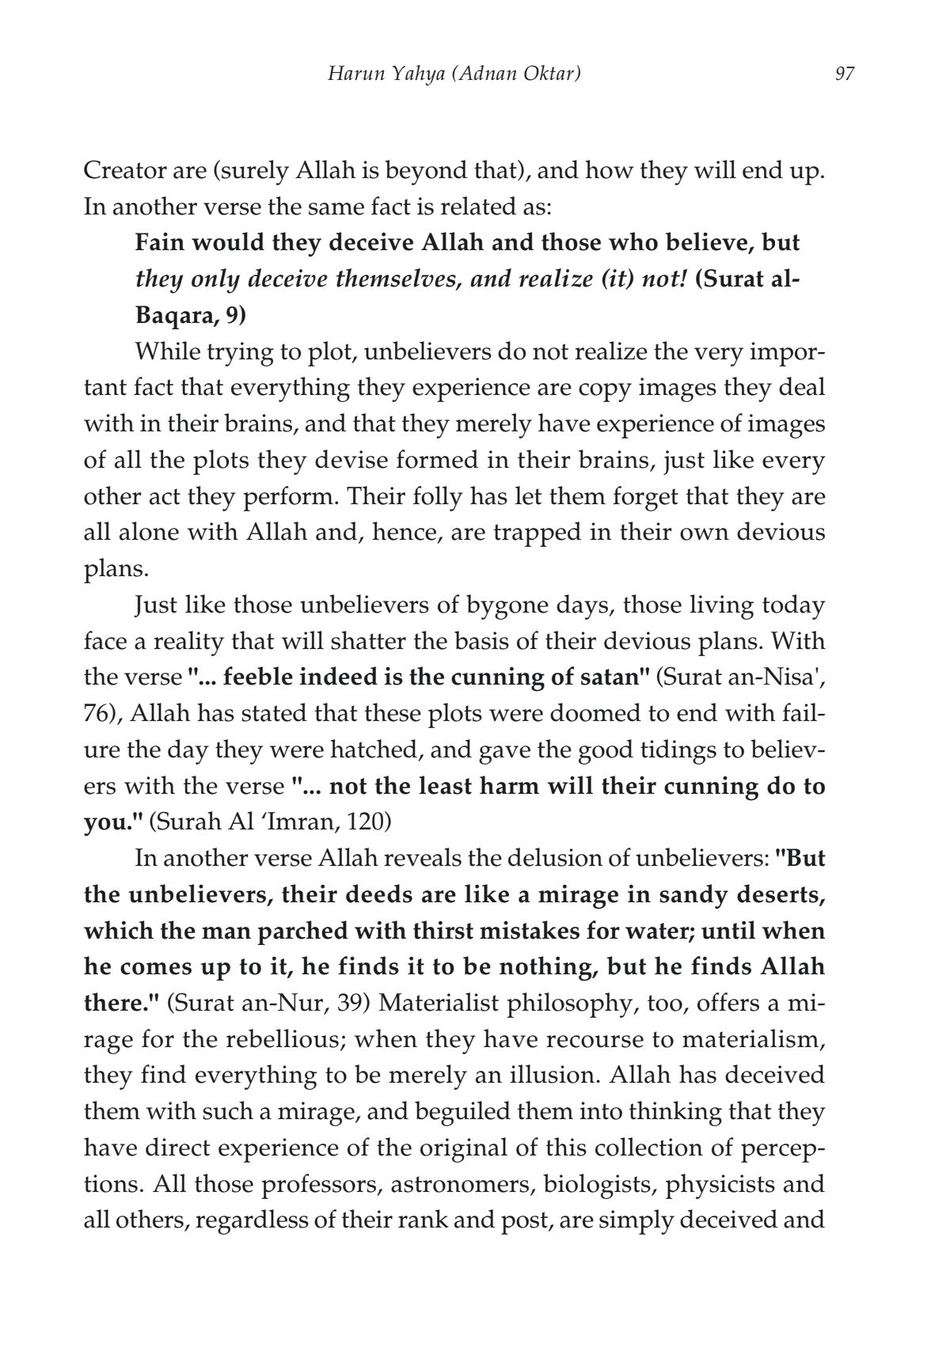 Harun Yahya (Adnan Oktar) 97
Creator are (surely Allah is beyond that), and how they will end up.
In another verse the same fact is related as:
Fain would they deceive Allah and those who believe, but
they only deceive themselves, and realize (it) not! (Surat al-
Baqara, 9)
While trying to plot, unbelievers do not realize the very impor-
tant fact that everything they experience are copy images they deal
with in their brains, and that they merely have experience of images
of all the plots they devise formed in their brains, just like every
other act they perform. Their folly has let them forget that they are
all alone with Allah and, hence, are trapped in their own devious
plans.
Just like those unbelievers of bygone days, those living today
face a reality that will shatter the basis of their devious plans. With
the verse "... feeble indeed is the cunning of satan" (Surat an-Nisa',
76), Allah has stated that these plots were doomed to end with fail-
ure the day they were hatched, and gave the good tidings to believ-
ers with the verse "... not the least harm will their cunning do to
you." (Surah Al ‘Imran, 120)
In another verse Allah reveals the delusion of unbelievers: "But
the unbelievers, their deeds are like a mirage in sandy deserts,
which the man parched with thirst mistakes for water; until when
he comes up to it, he finds it to be nothing, but he finds Allah
there." (Surat an-Nur, 39) Materialist philosophy, too, offers a mi-
rage for the rebellious; when they have recourse to materialism,
they find everything to be merely an illusion. Allah has deceived
them with such a mirage, and beguiled them into thinking that they
have direct experience of the original of this collection of percep-
tions. All those professors, astronomers, biologists, physicists and
all others, regardless of their rank and post, are simply deceived and